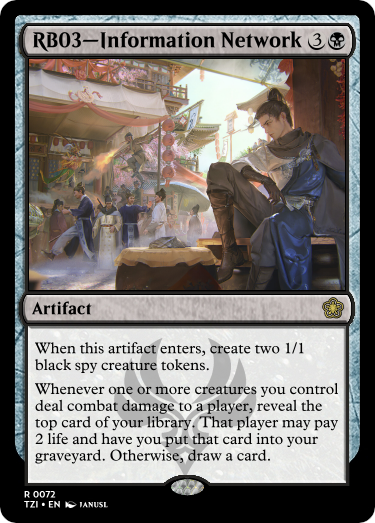 RB03—Information Network 3
Artifact
When this artifact enters, create two 1/1
black spy creature tokens.
Whenever one or more creatures you control
deal combat damage to a player, reveal the
top card of your library. That player may pay
2 life and have you put that card into your
graveyard. Otherwise, draw a card.
R 0072
TZI • EN JANUSL